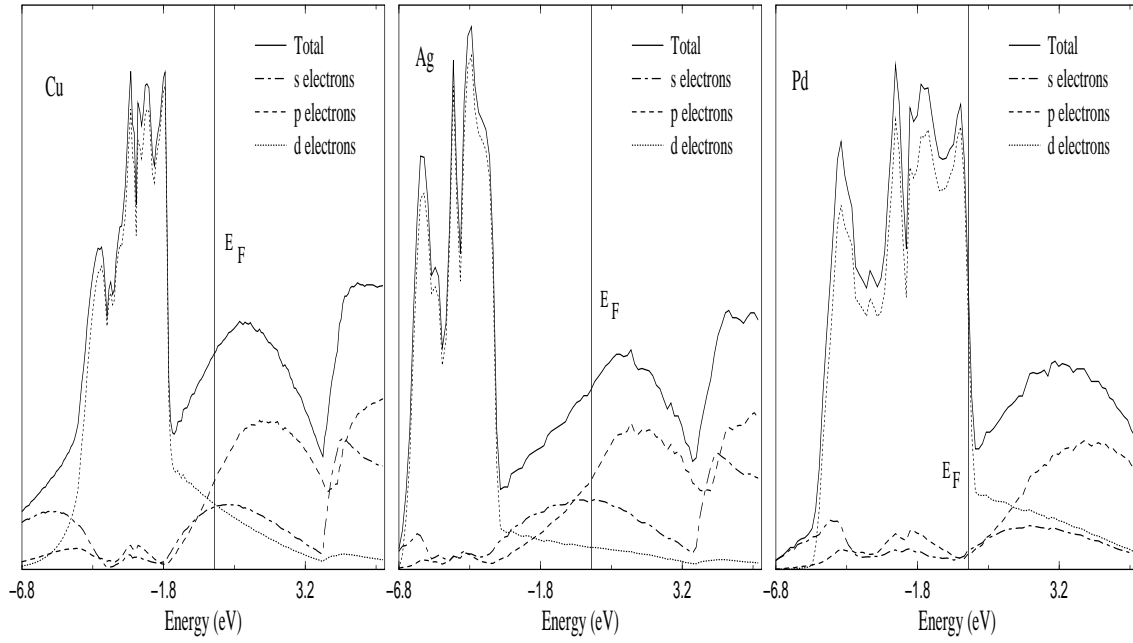 Cu
Total
s electrons
p electrons
d electrons
E F
−6.8 −1.8 3.2
Energy (eV)
Ag
Total
s electrons
p electrons
d electrons
E F
−6.8 −1.8 3.2
Energy (eV)
Pd
Total
s electrons
p electrons
d electrons
E F
−6.8 −1.8 3.2
Energy (eV)